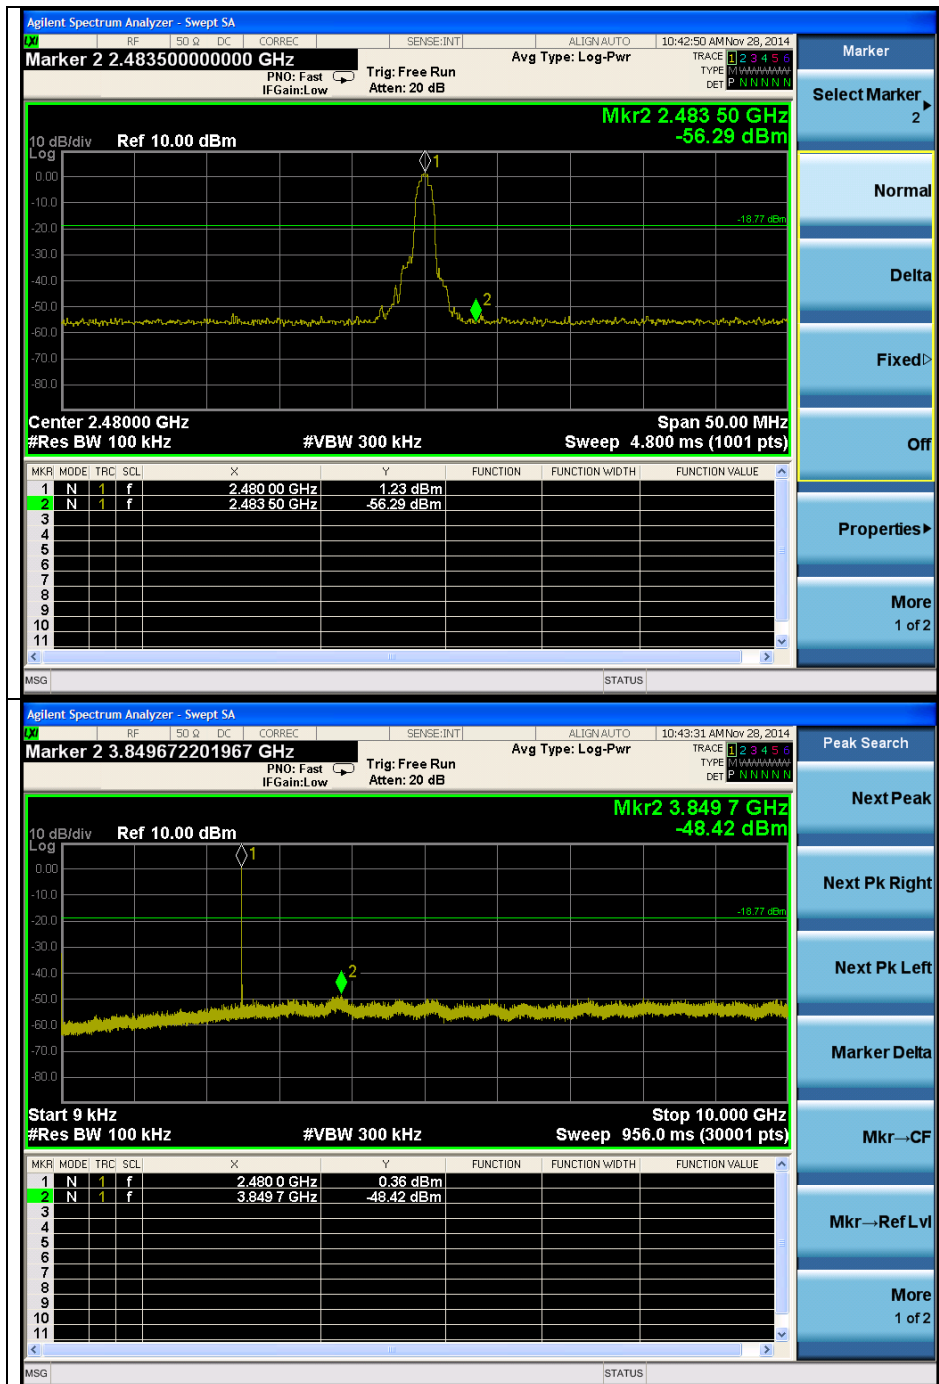 Agilent Spectrum Analyzer - Swept SA
LXI RF 50 Ω DC CORREC SENSE:INT ALIGN AUTO 10:42:50 AM Nov 28, 2014
Marker 2 2.483500000000 GHz
PNO: Fast
IFGain:Low
Trig: Free Run
Atten: 20 dB
Avg Type: Log-Pwr
TRACE 1 2 3 4 5 6
TYPE M
DET P N N N N N
Mkr2 2.483 50 GHz
-56.29 dBm
10 dB/div Ref 10.00 dBm
Log
1
0.00
-10.0
-18.77 dBm
-20.0
-30.0
-40.0
2
-50.0
-60.0
-70.0
-80.0
Center 2.48000 GHz Span 50.00 MHz
#Res BW 100 kHz #VBW 300 kHz Sweep 4.800 ms (1001 pts)
MKR MODE TRC SCL X Y FUNCTION FUNCTION WIDTH FUNCTION VALUE
1 N 1 f 2.480 00 GHz 1.23 dBm
2 N 1 f 2.483 50 GHz -56.29 dBm
3
4
5
6
7
8
9
10
11
MSG STATUS
Marker
Select Marker
2
Normal
Delta
Fixed
Off
Properties
More
1 of 2
Agilent Spectrum Analyzer - Swept SA
LXI RF 50 Ω DC CORREC SENSE:INT ALIGN AUTO 10:43:31 AM Nov 28, 2014
Marker 2 3.849672201967 GHz
PNO: Fast
IFGain:Low
Trig: Free Run
Atten: 20 dB
Avg Type: Log-Pwr
TRACE 1 2 3 4 5 6
TYPE M
DET P N N N N N
Mkr2 3.849 7 GHz
-48.42 dBm
10 dB/div Ref 10.00 dBm
Log
1
0.00
-10.0
-18.77 dBm
-20.0
-30.0
-40.0
2
-50.0
-60.0
-70.0
-80.0
Start 9 kHz Stop 10.000 GHz
#Res BW 100 kHz #VBW 300 kHz Sweep 956.0 ms (30001 pts)
MKR MODE TRC SCL X Y FUNCTION FUNCTION WIDTH FUNCTION VALUE
1 N 1 f 2.480 0 GHz 0.36 dBm
2 N 1 f 3.849 7 GHz -48.42 dBm
3
4
5
6
7
8
9
10
11
MSG STATUS
Peak Search
Next Peak
Next Pk Right
Next Pk Left
Marker Delta
Mkr→CF
Mkr→Ref Lvl
More
1 of 2